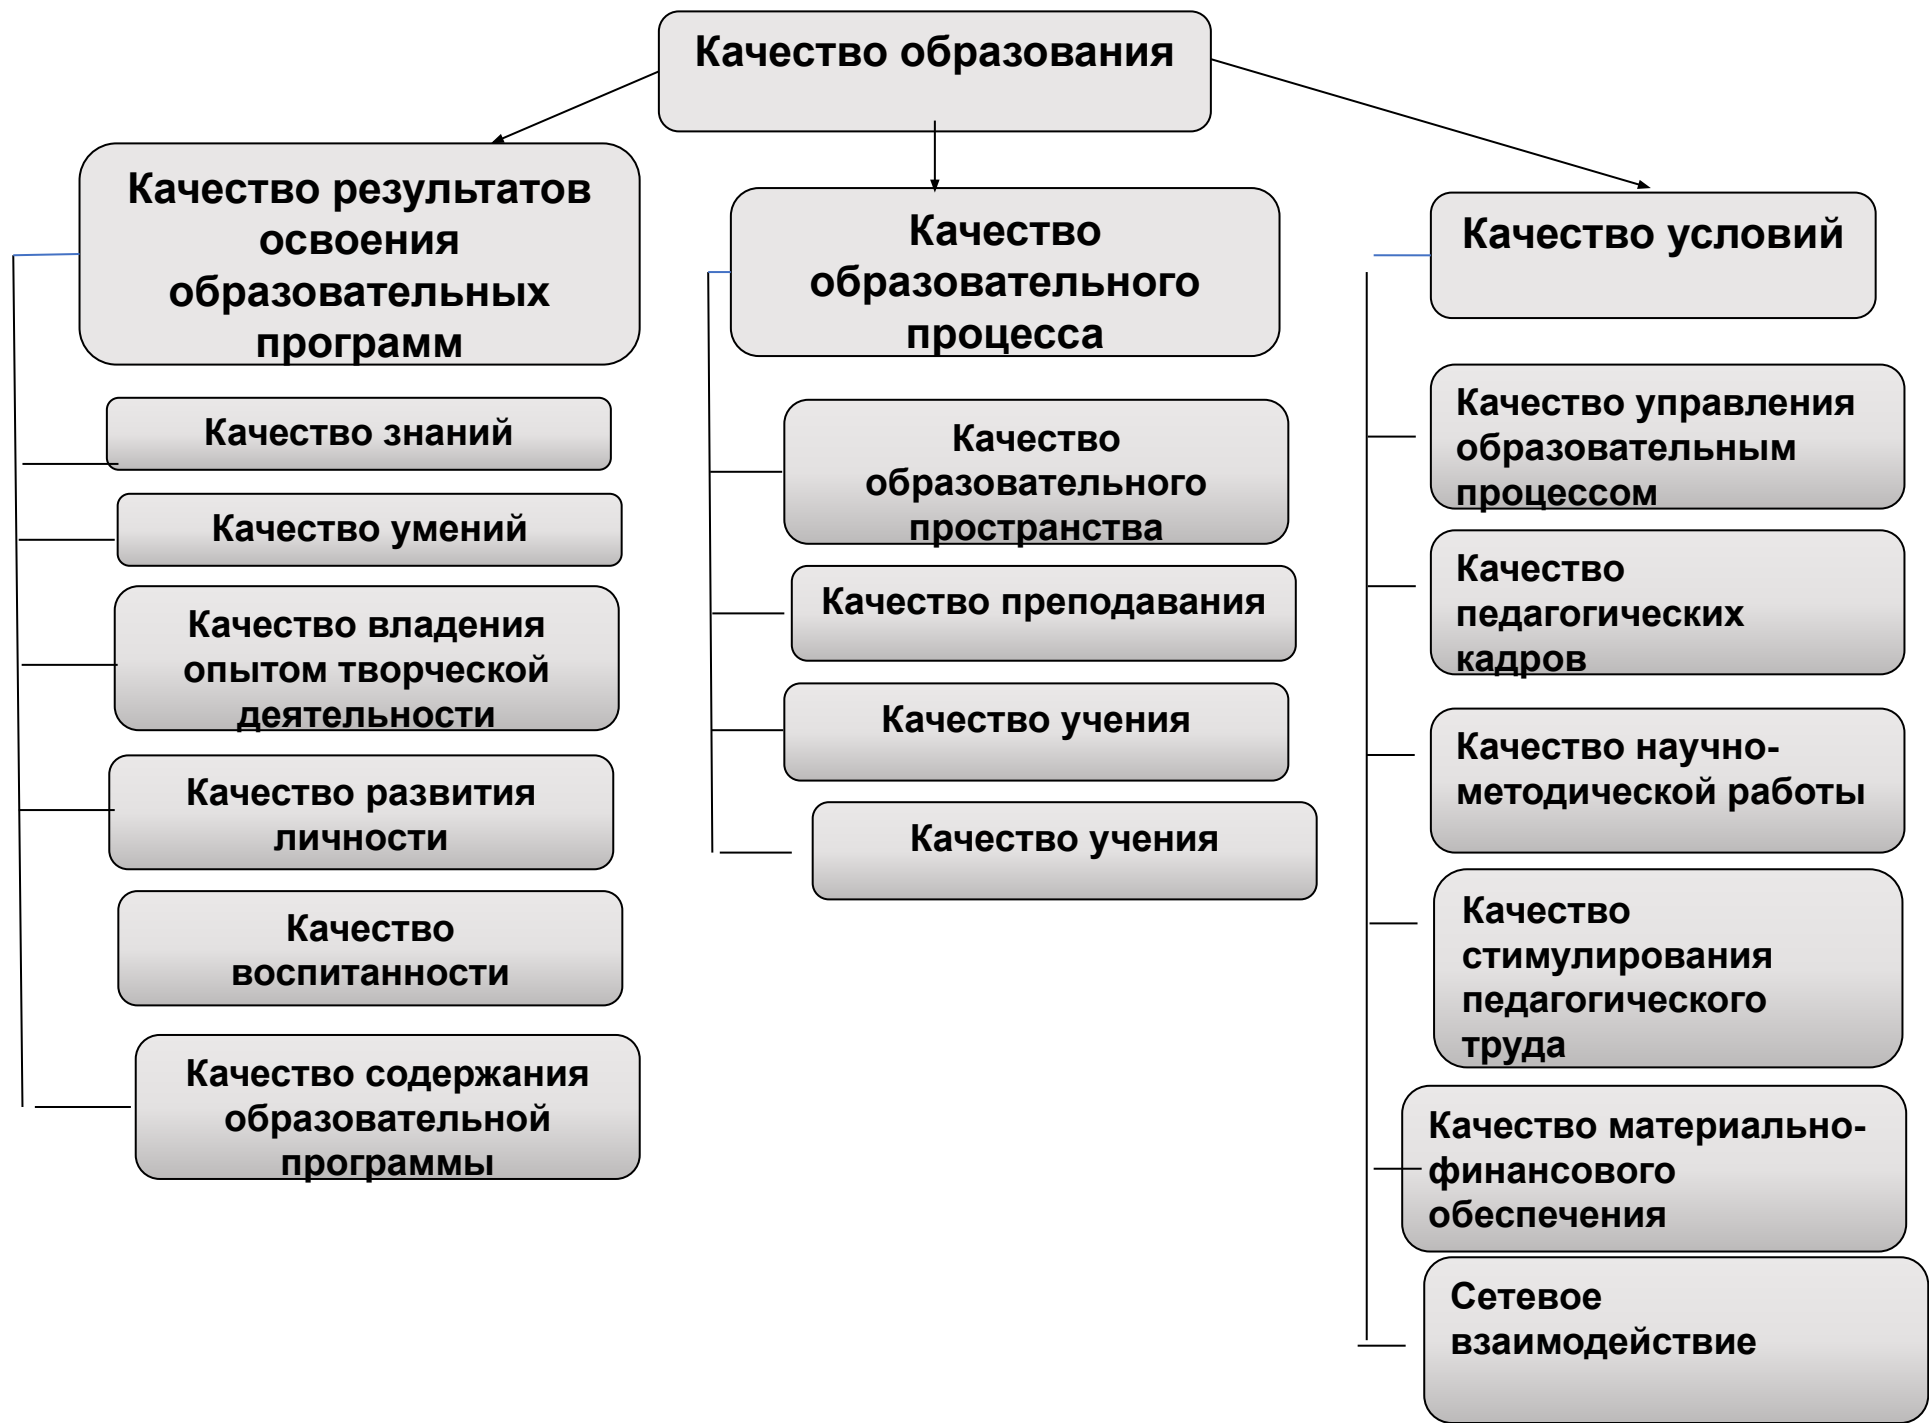 Качество образования
Качество результатов
освоения
образовательных
программ
Качество знаний
Качество умений
Качество владения
опытом творческой
деятельности
Качество развития
личности
Качество
воспитанности
Качество содержания
образовательной
программы
Качество
образовательного
процесса
Качество
образовательного
пространства
Качество преподавания
Качество учения
Качество учения
Качество условий
Качество управления
образовательным
процессом
Качество
педагогических
кадров
Качество научно-
методической работы
Качество
стимулирования
педагогического
труда
Качество материально-
финансового
обеспечения
Сетевое
взаимодействие